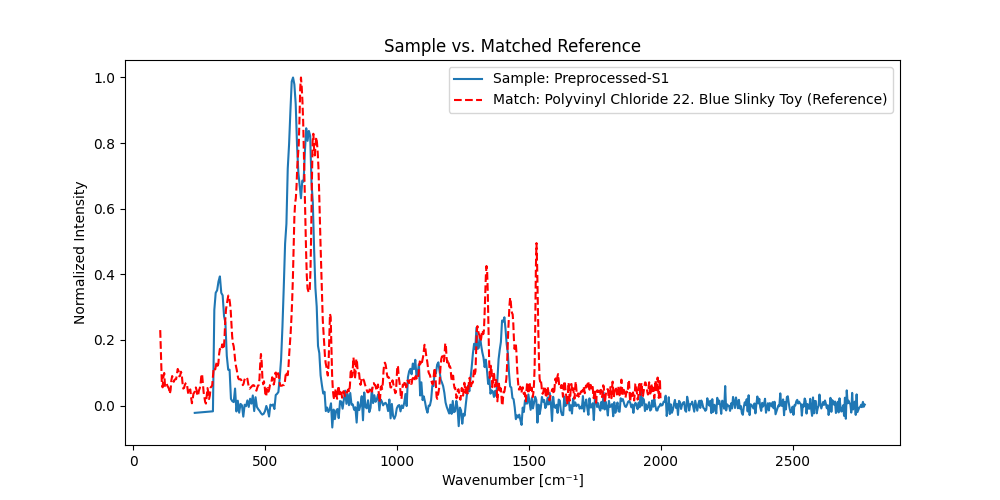 Sample vs. Matched Reference
Sample: Preprocessed-S1
Match: Polyvinyl Chloride 22. Blue Slinky Toy (Reference)
Normalized Intensity
1.0
0.8
0.6
0.4
0.2
0.0
0 500 1000 1500 2000 2500
Wavenumber [cm⁻¹]